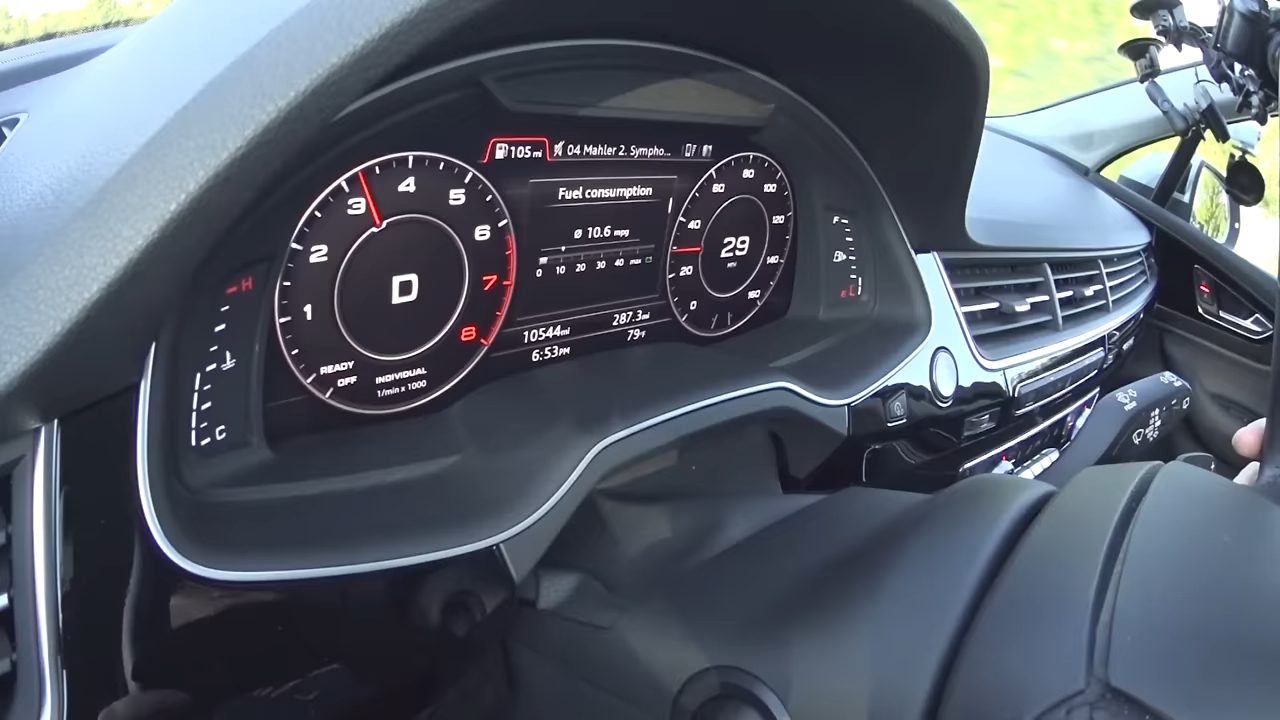 105 mi
04 Mahler 2. Sympho...
Fuel consumption
Ø 10.6 mpg
0 10 20 30 40 max
1 2 3 4 5 6 7 8
D
READY
OFF
INDIVIDUAL
1/min x 1000
0 20 40 60 80 100 120 140 160
29
MPH
10544mi
287.3mi
6:53PM
79°F
H
C
F
E